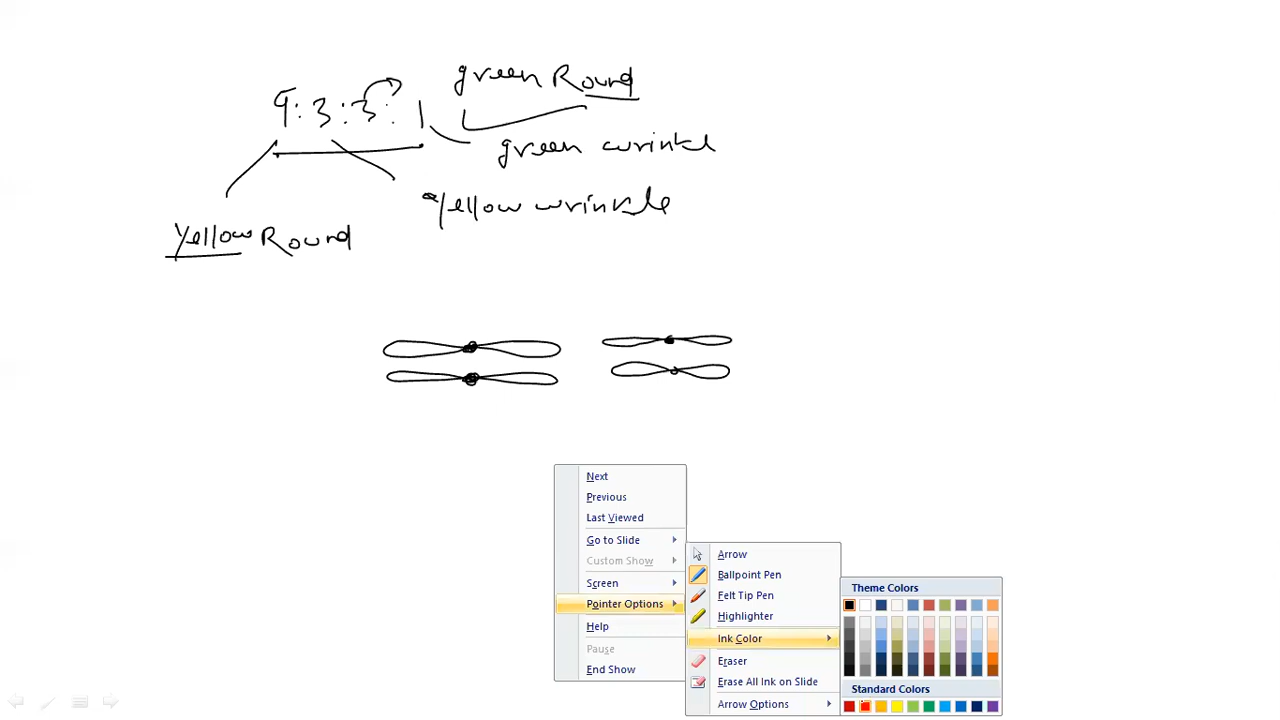 green Round
9:3:3:1
green wrinkl
Yellow wrinkle
Yellow Round
Next
Previous
Last Viewed
Go to Slide
Custom Show
Screen
Pointer Options
Help
Pause
End Show
Arrow
Ballpoint Pen
Felt Tip Pen
Highlighter
Ink Color
Eraser
Erase All Ink on Slide
Arrow Options
Theme Colors
Standard Colors